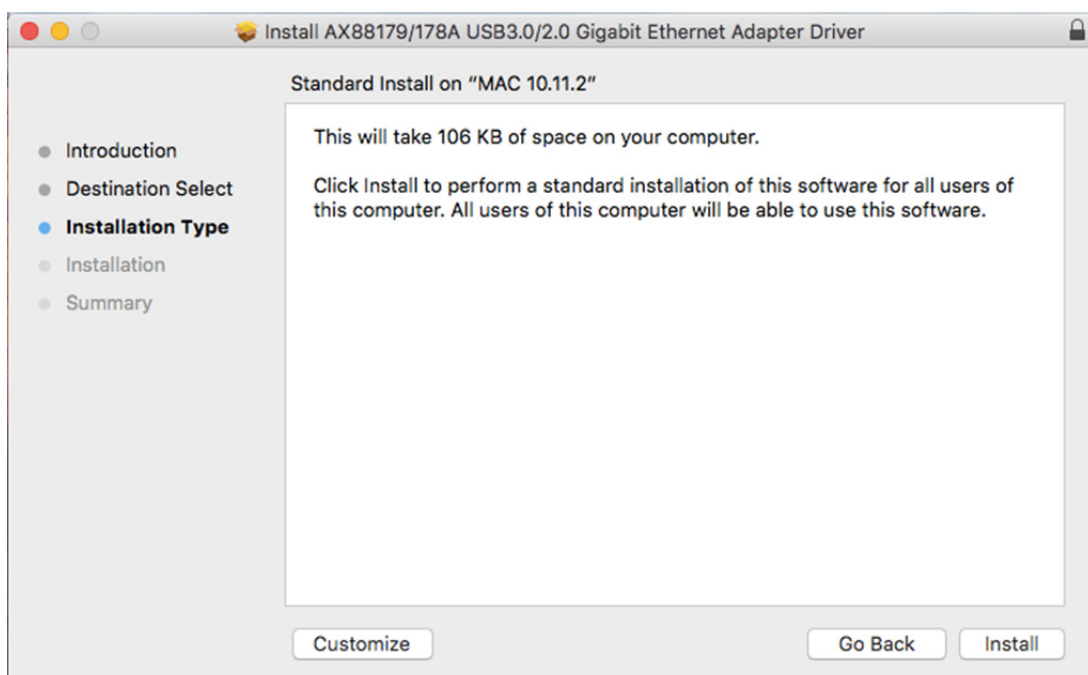 Install AX88179/178A USB3.0/2.0 Gigabit Ethernet Adapter Driver
Standard Install on “MAC 10.11.2”
Introduction
Destination Select
Installation Type
Installation
Summary
This will take 106 KB of space on your computer.
Click Install to perform a standard installation of this software for all users of
this computer. All users of this computer will be able to use this software.
Customize
Go Back
Install